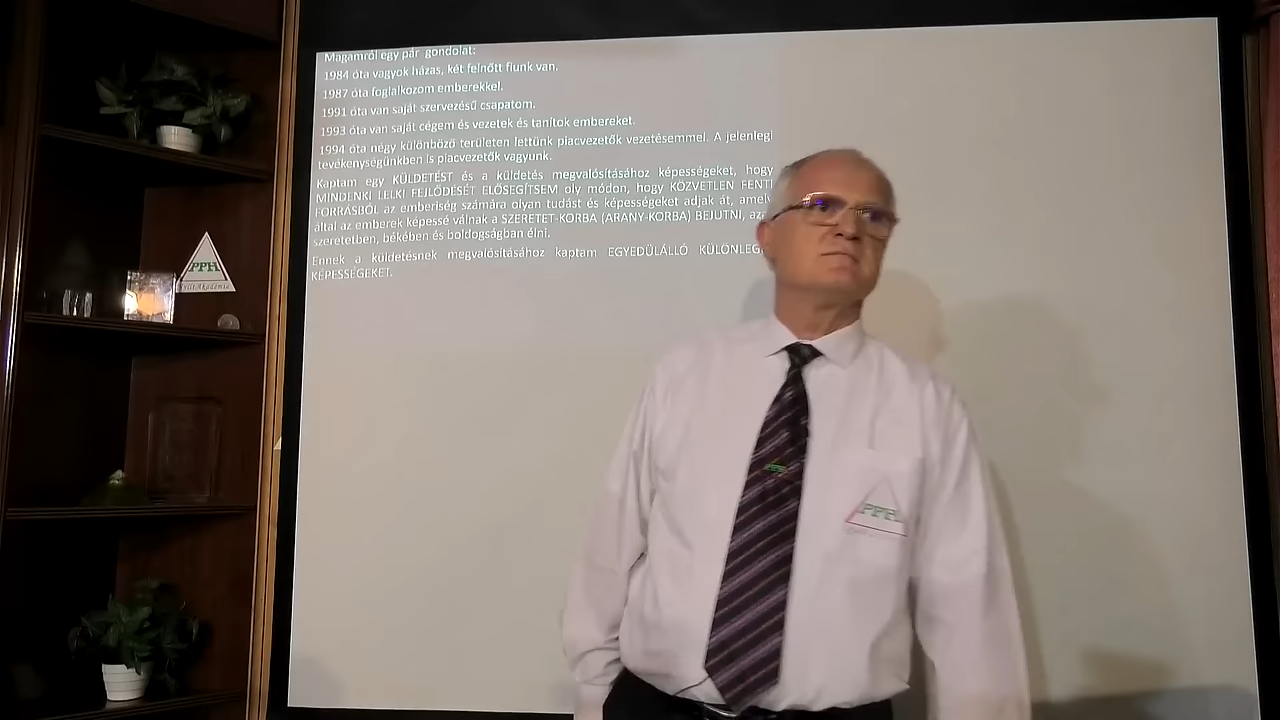 Magamról egy pár gondolat:
1984 óta vagyok házas, két felnőtt fiunk van.
1987 óta foglalkozom emberekkel.
1991 óta van saját szervezésű csapatom.
1993 óta van saját cégem és vezetek és tanítok embereket.
1994 óta négy különböző területen lettünk piacvezetők vezetésemmel. A jelenlegi
tevékenységünkben is piacvezetők vagyunk.
Kaptam egy KÜLDETÉST és a küldetés megvalósításához képességeket, hogy
MINDENKI LELKI FEJLŐDÉSÉT ELŐSEGÍTSEM oly módon, hogy KÖZVETLEN FENTI
FORRÁSBÓL az emberiség számára olyan tudást és képességeket adjak át, amely
által az emberek képessé válnak a SZERETET-KORBA (ARANY-KORBA) BEJUTNI,
szeretetben, békében és boldogságban élni.
Ennek a küldetésnek megvalósításához kaptam EGYEDÜLÁLLÓ
KÉPESSÉGEKET.
PPH
PPH
PPH